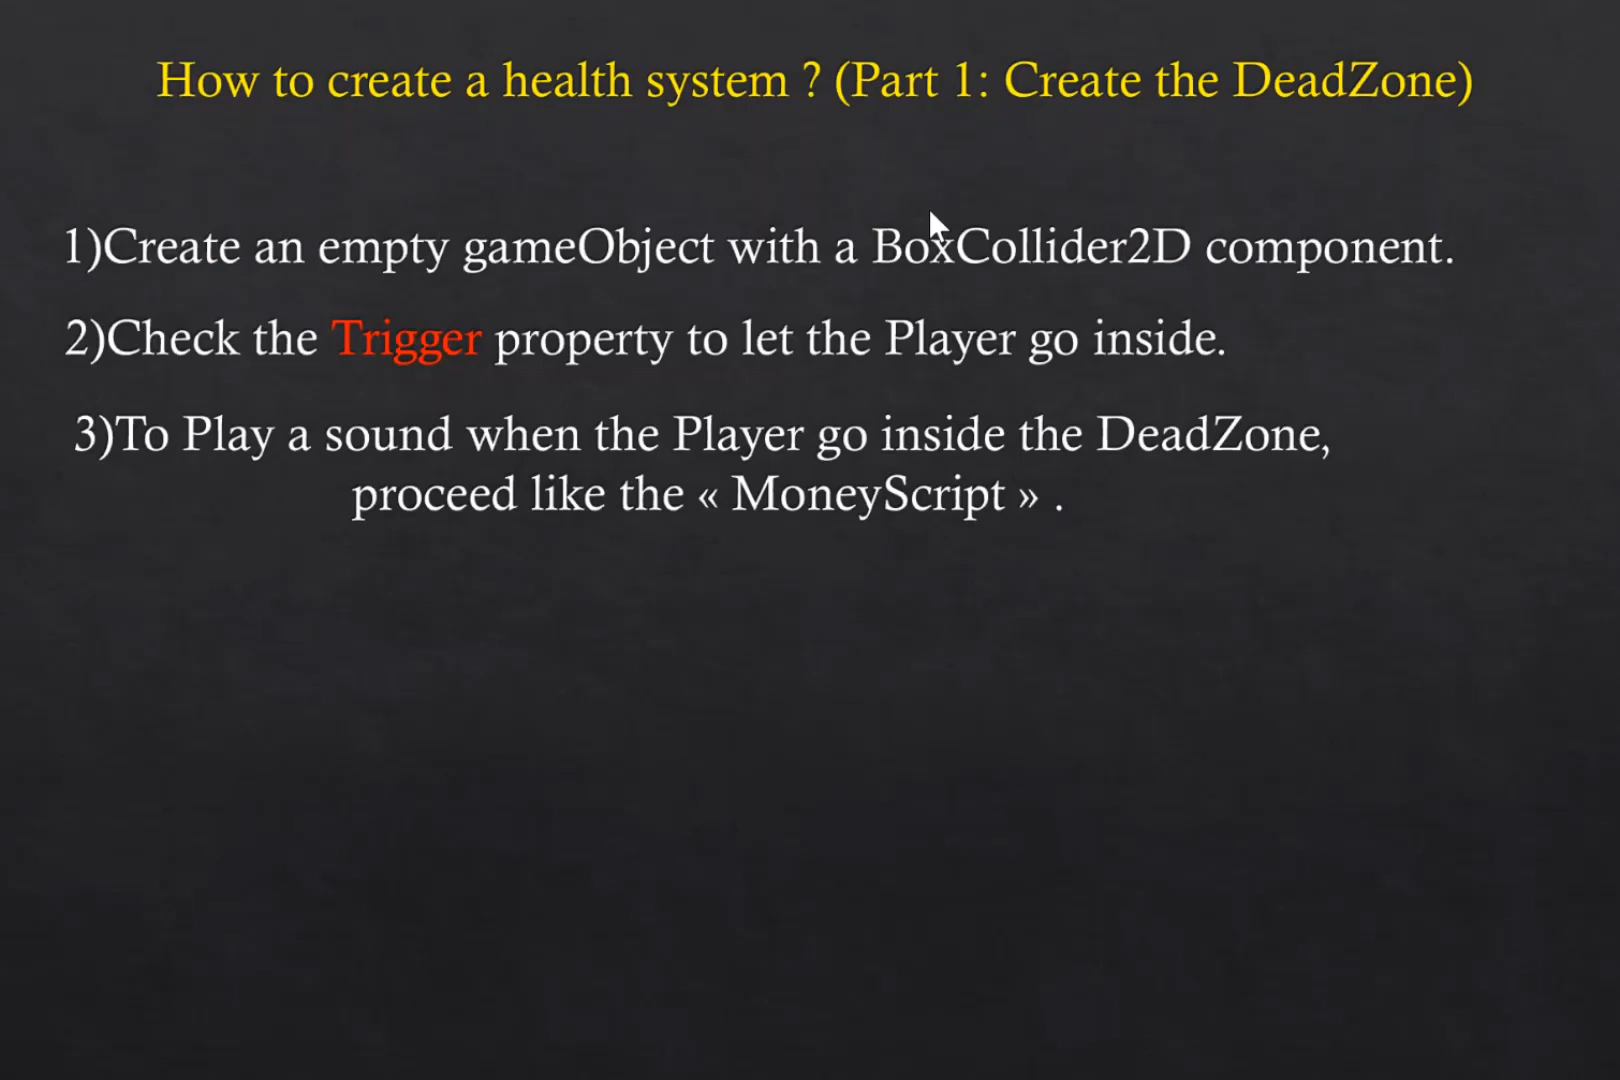 How to create a health system ? (Part 1: Create the DeadZone)
1)Create an empty gameObject with a BoxCollider2D component.
2)Check the Trigger property to let the Player go inside.
3)To Play a sound when the Player go inside the DeadZone,
proceed like the « MoneyScript » .